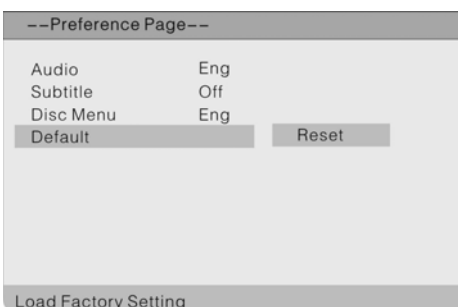 --Preference Page--
Audio Eng
Subtitle Off
Disc Menu Eng
Default Reset
Load Factory Setting